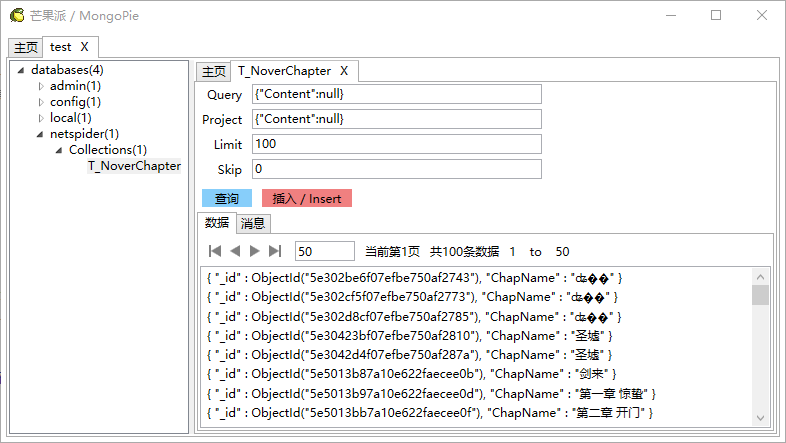 芒果派 / MongoPie
主页 test X
databases(4)
admin(1)
config(1)
local(1)
netspider(1)
Collections(1)
T_NoverChapter
主页 T_NoverChapter X
Query {"Content":null}
Project {"Content":null}
Limit 100
Skip 0
查询 插入 / Insert
数据 消息
50 当前第1页 共100条数据 1 to 50
{ "_id" : ObjectId("5e302be6f07efbe750af2743"), "ChapName" : "ʥ��" }
{ "_id" : ObjectId("5e302cf5f07efbe750af2773"), "ChapName" : "ʥ��" }
{ "_id" : ObjectId("5e302d8cf07efbe750af2785"), "ChapName" : "ʥ��" }
{ "_id" : ObjectId("5e30423bf07efbe750af2810"), "ChapName" : "圣墟" }
{ "_id" : ObjectId("5e3042d4f07efbe750af287a"), "ChapName" : "圣墟" }
{ "_id" : ObjectId("5e5013b87a10e622faecee0b"), "ChapName" : "剑来" }
{ "_id" : ObjectId("5e5013b97a10e622faecee0d"), "ChapName" : "第一章 惊蛰" }
{ "_id" : ObjectId("5e5013bb7a10e622faecee0f"), "ChapName" : "第二章 开门" }